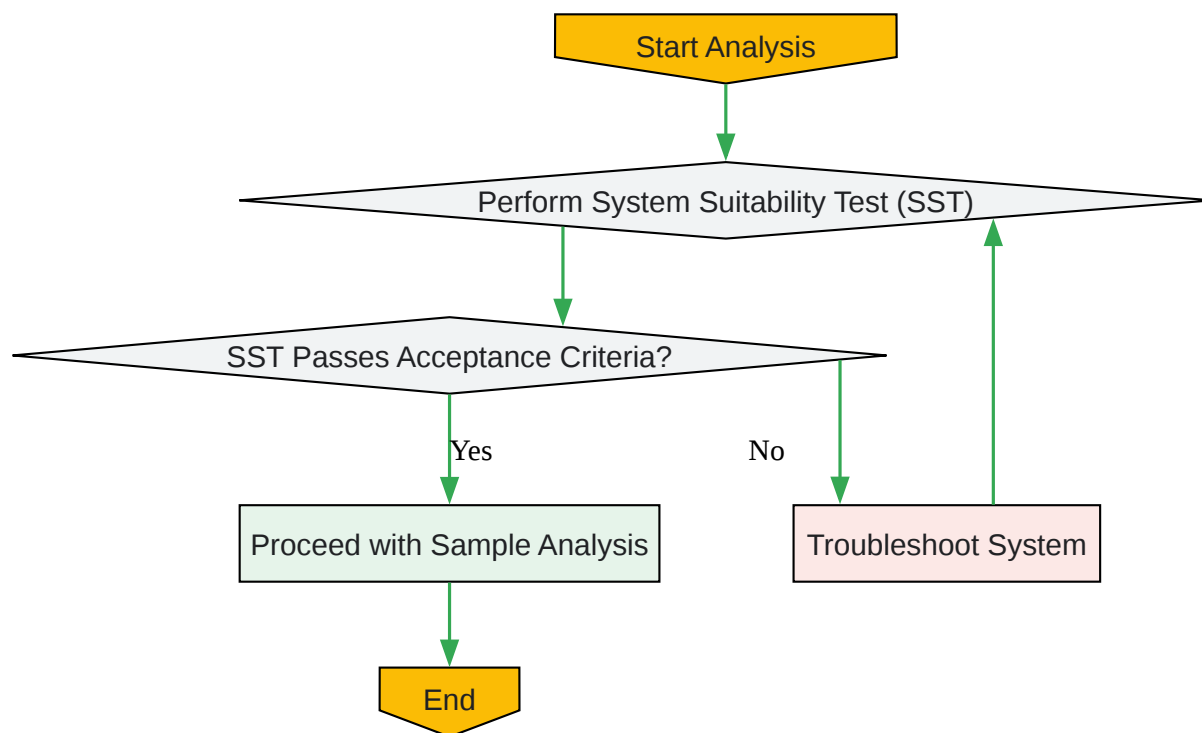 Start Analysis
Perform System Suitability Test (SST)
SST Passes Acceptance Criteria?
Yes
No
Proceed with Sample Analysis
Troubleshoot System
End